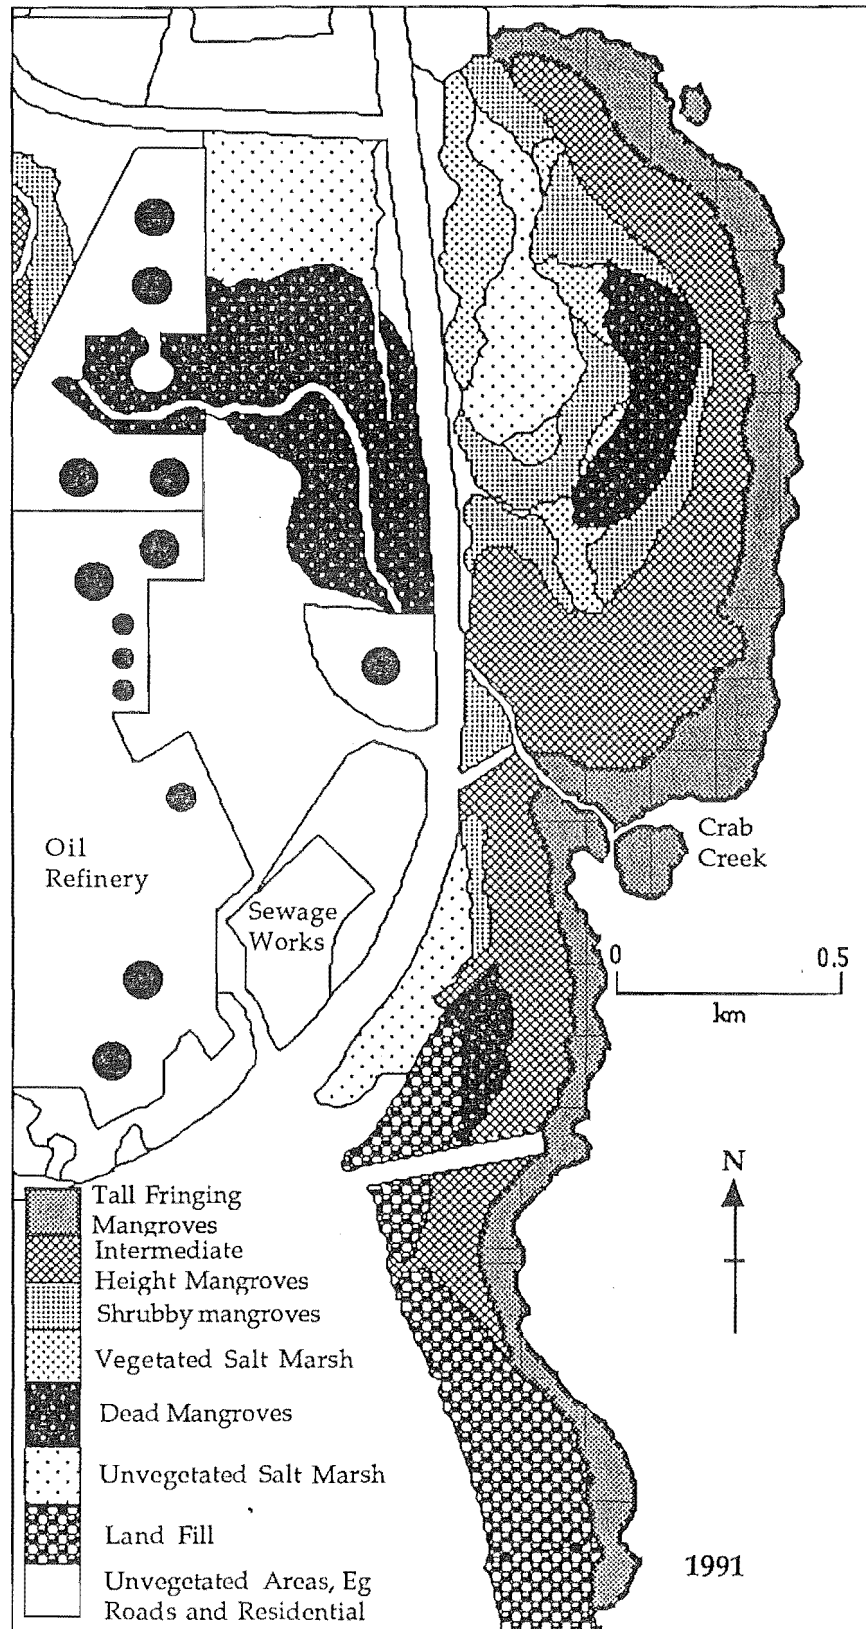 Oil
Refinery
Sewage
Works
Crab
Creek
0
0.5
km
N
Tall Fringing
Mangroves
Intermediate
Height Mangroves
Shrubby mangroves
Vegetated Salt Marsh
Dead Mangroves
Unvegetated Salt Marsh
Land Fill
Unvegetated Areas, Eg
Roads and Residential
1991